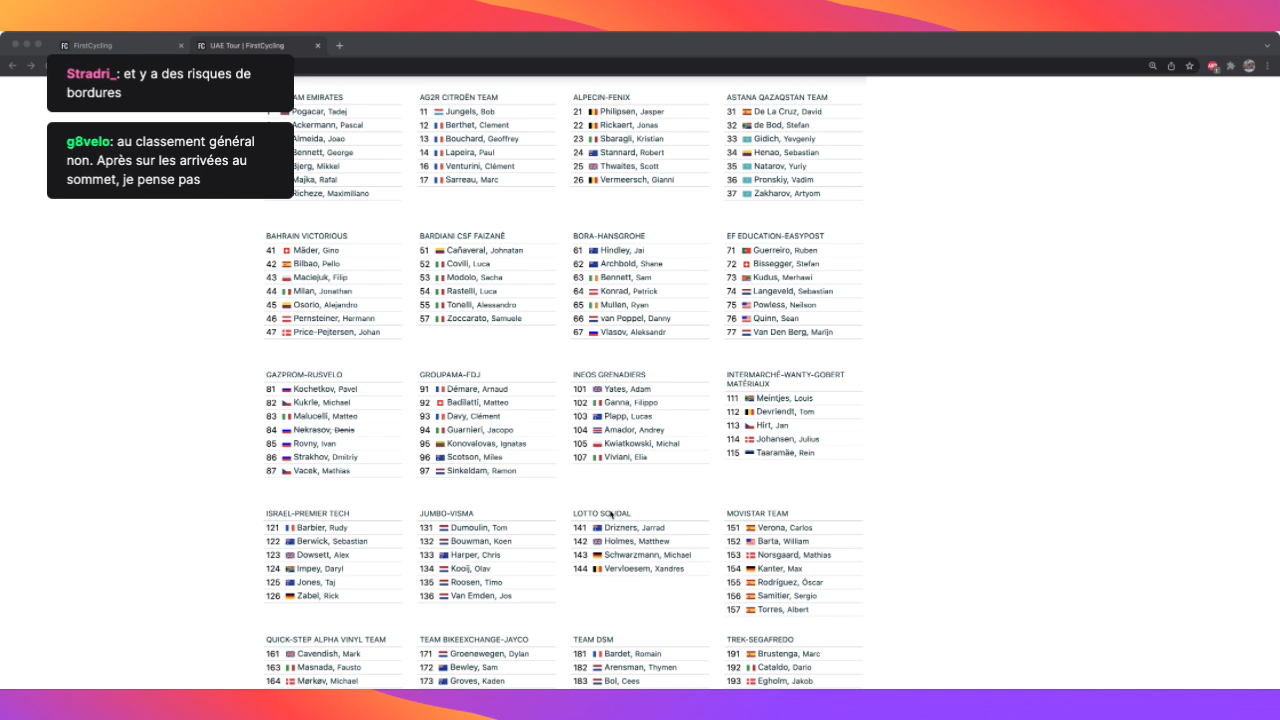 FirstCycling
UAE Tour | FirstCycling
Stradri_: et y a des risques de
bordures
g8velo: au classement général
non. Après sur les arrivées au
sommet, je pense pas
EMIRATES
Pogacar, Tadej
Ackermann, Pascal
Almeida, Joao
Bennett, George
Bjerg, Mikkel
Majka, Rafal
Richeze, Maximiliano
AG2R CITROËN TEAM
11 Jungels, Bob
12 Berthet, Clement
13 Bouchard, Geoffrey
14 Lapeira, Paul
16 Venturini, Clément
17 Sarreau, Marc
ALPECIN-FENIX
21 Philipsen, Jasper
22 Rickaert, Jonas
23 Sbaragli, Kristian
24 Stannard, Robert
25 Thwaites, Scott
26 Vermeersch, Gianni
ASTANA QAZAQSTAN TEAM
31 De La Cruz, David
32 de Bod, Stefan
33 Gidich, Yevgeniy
34 Henao, Sebastian
35 Natarov, Yuriy
36 Pronskiy, Vadim
37 Zakharov, Artyom
BAHRAIN VICTORIOUS
41 Mäder, Gino
42 Bilbao, Pello
43 Maciejuk, Filip
44 Milan, Jonathan
45 Osorio, Alejandro
46 Pernsteiner, Hermann
47 Price-Pejtersen, Johan
BARDIANI CSF FAIZANÈ
51 Cañaveral, Johnatan
52 Covili, Luca
53 Modolo, Sacha
54 Rastelli, Luca
55 Tonelli, Alessandro
57 Zoccarato, Samuele
BORA-HANSGROHE
61 Hindley, Jai
62 Archbold, Shane
63 Bennett, Sam
64 Konrad, Patrick
65 Mullen, Ryan
66 van Poppel, Danny
67 Vlasov, Aleksandr
EF EDUCATION-EASYPOST
71 Guerreiro, Ruben
72 Bissegger, Stefan
73 Kudus, Merhawi
74 Langeveld, Sebastian
75 Powless, Neilson
76 Quinn, Sean
77 Van Den Berg, Marijn
GAZPROM-RUSVELO
81 Kochetkov, Pavel
82 Kukrle, Michael
83 Malucelli, Matteo
84 Nekrasov, Denis
85 Rovny, Ivan
86 Strakhov, Dmitriy
87 Vacek, Mathias
GROUPAMA-FDJ
91 Démare, Arnaud
92 Badilatti, Matteo
93 Davy, Clément
94 Guarnieri, Jacopo
95 Konovalovas, Ignatas
96 Scotson, Miles
97 Sinkeldam, Ramon
INEOS GRENADIERS
101 Yates, Adam
102 Ganna, Filippo
103 Plapp, Lucas
104 Amador, Andrey
105 Kwiatkowski, Michal
107 Viviani, Elia
INTERMARCHÉ-WANTY-GOBERT
MATÉRIAUX
111 Meintjes, Louis
112 Devriendt, Tom
113 Hirt, Jan
114 Johansen, Julius
115 Taaramäe, Rein
ISRAEL-PREMIER TECH
121 Barbier, Rudy
122 Berwick, Sebastian
123 Dowsett, Alex
124 Impey, Daryl
125 Jones, Taj
126 Zabel, Rick
JUMBO-VISMA
131 Dumoulin, Tom
132 Bouwman, Koen
133 Harper, Chris
134 Kooij, Olav
135 Roosen, Timo
136 Van Emden, Jos
LOTTO SOUDAL
141 Drizners, Jarrad
142 Holmes, Matthew
143 Schwarzmann, Michael
144 Vervloesem, Xandres
MOVISTAR TEAM
151 Verona, Carlos
152 Barta, William
153 Norsgaard, Mathias
154 Kanter, Max
155 Rodríguez, Óscar
156 Samitier, Sergio
157 Torres, Albert
QUICK-STEP ALPHA VINYL TEAM
161 Cavendish, Mark
163 Masnada, Fausto
164 Mørkøv, Michael
TEAM BIKEEXCHANGE-JAYCO
171 Groenewegen, Dylan
172 Bewley, Sam
173 Groves, Kaden
TEAM DSM
181 Bardet, Romain
182 Arensman, Thymen
183 Bol, Cees
TREK-SEGAFREDO
191 Brustenga, Marc
192 Cataldo, Dario
193 Egholm, Jakob